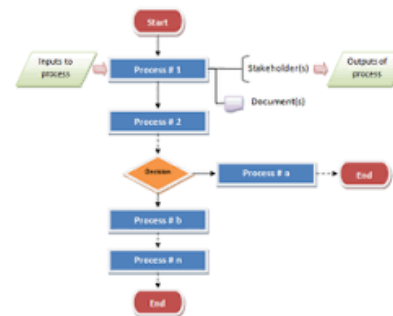 Start
Inputs to
process
Process # 1
Stakeholder(s)
Outputs of
process
Document(s)
Process # 2
Decision
Process # a
End
Process # b
Process # n
End